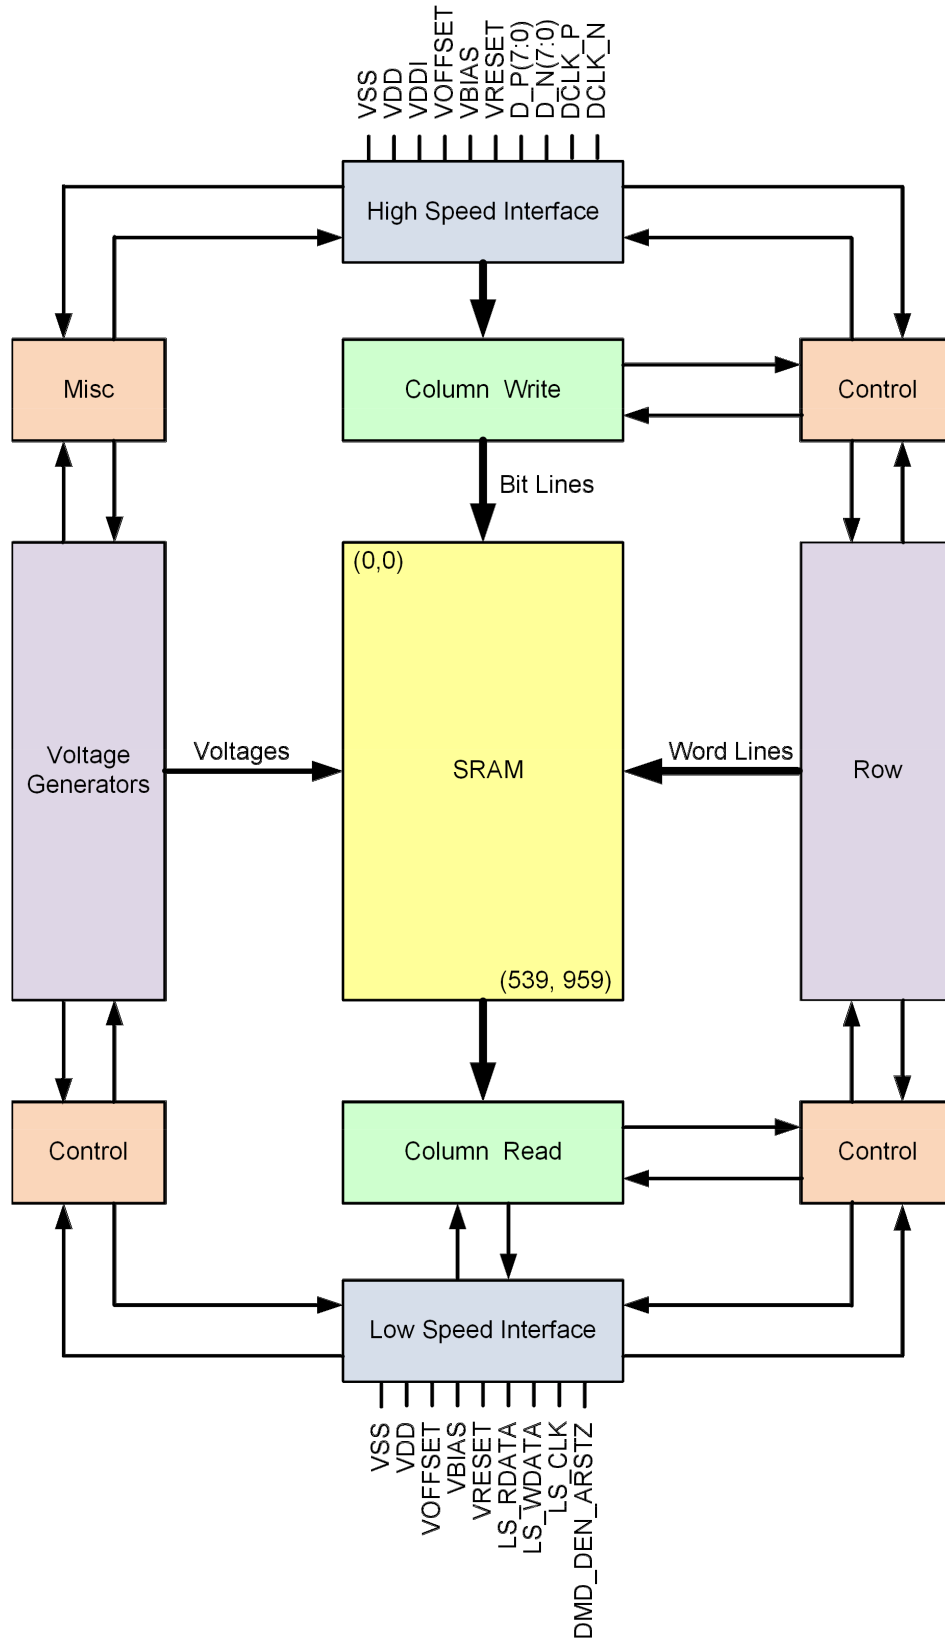 VSS
VDD
VDDI
VOFFSET
VBIAS
VRESET
D_P(7:0)
D_N(7:0)
DCLK_P
DCLK_N
High Speed Interface
Misc
Column Write
Control
Bit Lines
(0,0)
Voltage
Generators
Voltages
SRAM
Word Lines
Row
(539, 959)
Control
Column Read
Control
Low Speed Interface
VSS
VDD
VOFFSET
VBIAS
VRESET
LS_RDATA
LS_WDATA
LS_CLK
DMD_DEN_ARSTZ